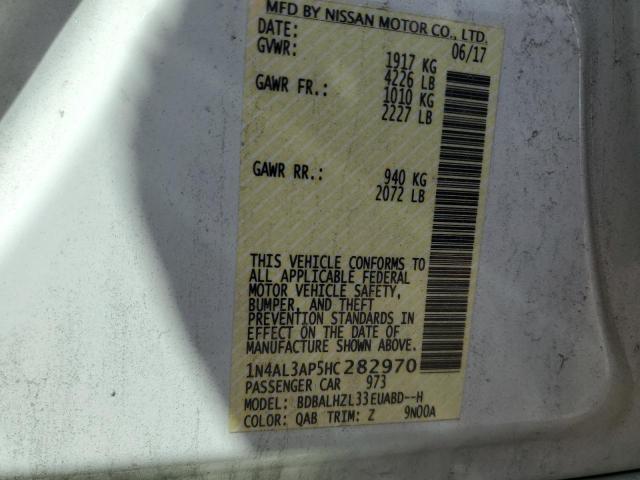 MFD BY NISSAN MOTOR CO., LTD.
DATE: 06/17
GVWR: 1917 KG
4226 LB
GAWR FR.: 1010 KG
2227 LB
GAWR RR.: 940 KG
2072 LB
THIS VEHICLE CONFORMS TO
ALL APPLICABLE FEDERAL
MOTOR VEHICLE SAFETY,
BUMPER, AND THEFT
PREVENTION STANDARDS IN
EFFECT ON THE DATE OF
MANUFACTURE SHOWN ABOVE.
1N4AL3AP5HC282970
PASSENGER CAR 973
MODEL: BDBALHZL33EUABD--H
COLOR: QAB TRIM: Z 9N00A